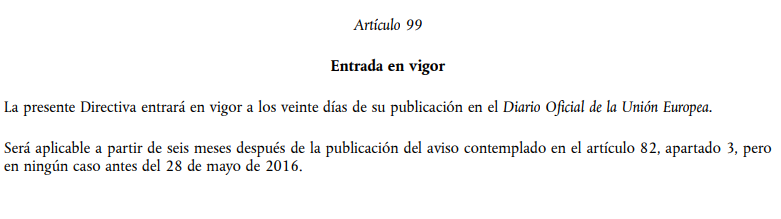 Artículo 99
Entrada en vigor
La presente Directiva entrará en vigor a los veinte días de su publicación en el Diario Oficial de la Unión Europea.
Será aplicable a partir de seis meses después de la publicación del aviso contemplado en el artículo 82, apartado 3, pero
en ningún caso antes del 28 de mayo de 2016.